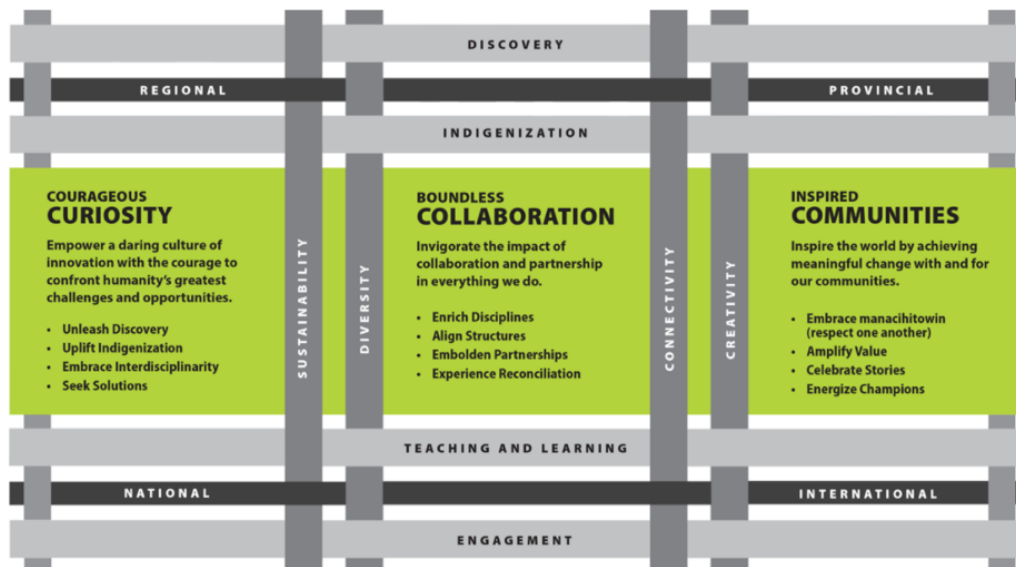 DISCOVERY
REGIONAL
PROVINCIAL
INDIGENIZATION
COURAGEOUS
CURIOSITY
Empower a daring culture of
innovation with the courage to
confront humanity's greatest
challenges and opportunities.
• Unleash Discovery
• Uplift Indigenization
• Embrace Interdisciplinarity
• Seek Solutions
SUSTAINABILITY
DIVERSITY
BOUNDLESS
COLLABORATION
Invigorate the impact of
collaboration and partnership
in everything we do.
• Enrich Disciplines
• Align Structures
• Embolden Partnerships
• Experience Reconciliation
CONNECTIVITY
CREATIVITY
INSPIRED
COMMUNITIES
Inspire the world by achieving
meaningful change with and for
our communities.
• Embrace manacihitowin
(respect one another)
• Amplify Value
• Celebrate Stories
• Energize Champions
TEACHING AND LEARNING
NATIONAL
INTERNATIONAL
ENGAGEMENT